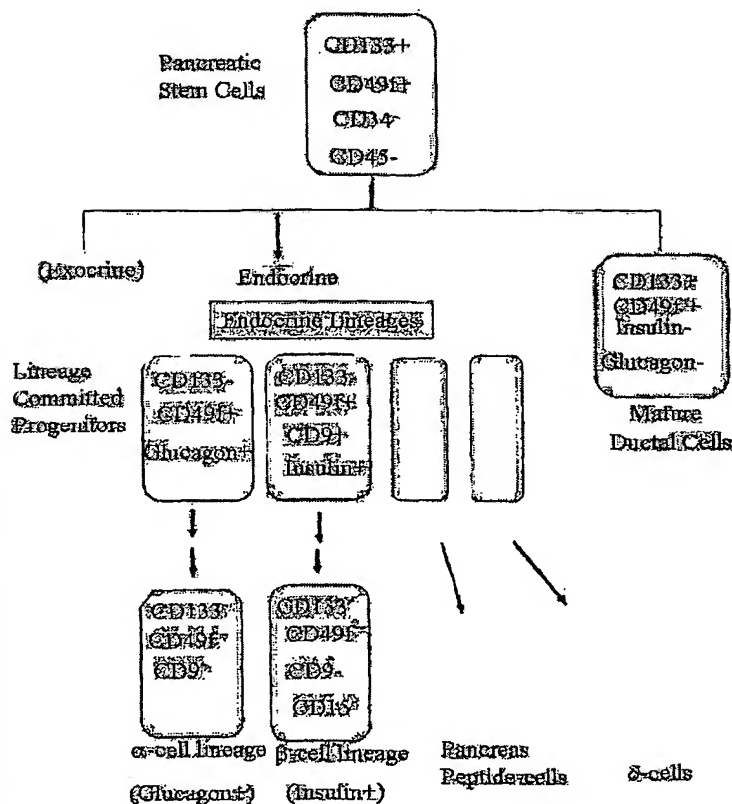 Pancreatic
Stem Cells
CD133+
CD49f+
CD34-
CD45-
(Exocrine)
Endocrine
Endocrine Lineages
CD133+
CD49f+
Insulin-
Glucagon-
Mature
Ductal Cells
Lineage
Committed
Progenitors
CD133-
CD49f+
Glucagon+
CD133-
CD49f+
CD9+
Insulin+
CD133
CD49f-
CD9
α-cell lineage
(Glucagon+)
CD133
CD49f-
CD9-
β-cell lineage
(Insulin+)
Pancreas
Peptide-cells
δ-cells